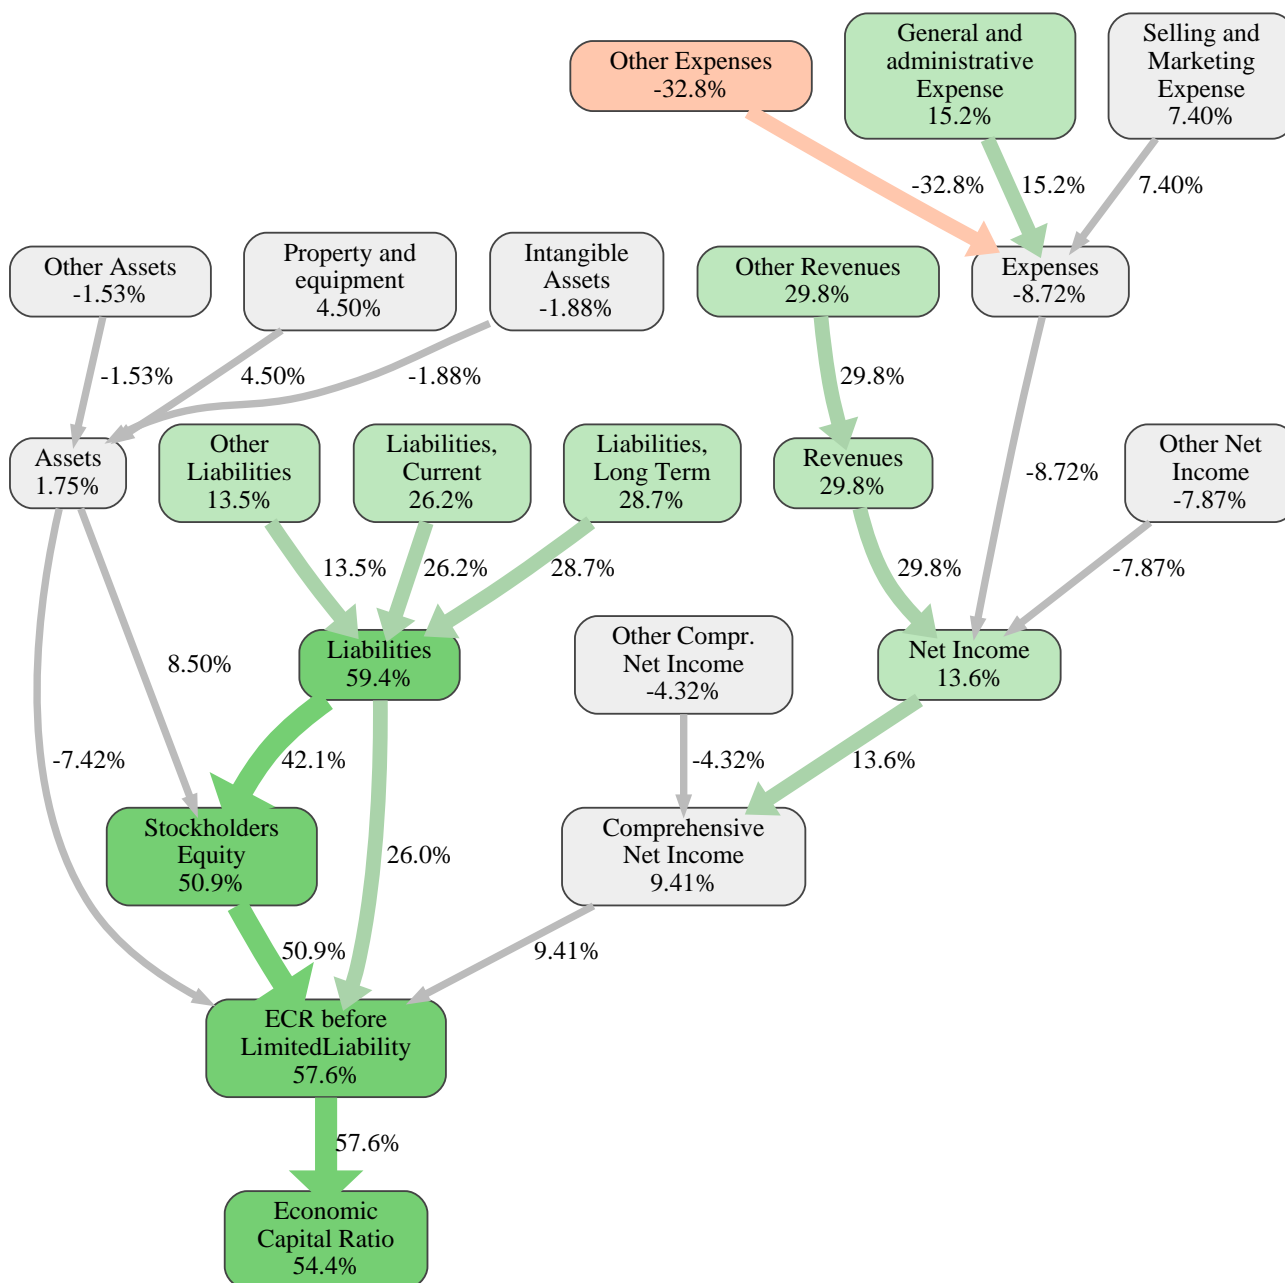 Other Expenses
-32.8%
General and
administrative
Expense
15.2%
Selling and
Marketing
Expense
7.40%
-32.8%
15.2%
7.40%
Other Assets
-1.53%
Property and
equipment
4.50%
Intangible
Assets
-1.88%
Other Revenues
29.8%
Expenses
-8.72%
-1.53%
4.50%
-1.88%
29.8%
Assets
1.75%
Other
Liabilities
13.5%
Liabilities,
Current
26.2%
Liabilities,
Long Term
28.7%
Revenues
29.8%
-8.72%
Other Net
Income
-7.87%
13.5%
26.2%
28.7%
29.8%
-7.87%
8.50%
Liabilities
59.4%
Other Compr.
Net Income
-4.32%
Net Income
13.6%
-7.42%
42.1%
-4.32%
13.6%
Stockholders
Equity
50.9%
26.0%
Comprehensive
Net Income
9.41%
50.9%
9.41%
ECR before
LimitedLiability
57.6%
57.6%
Economic
Capital Ratio
54.4%